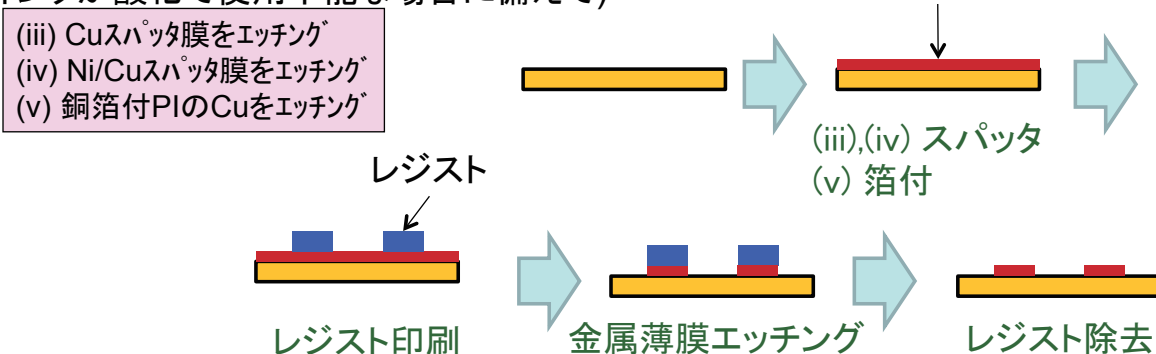 (iii) Cuスパッタ膜をエッチング
(iv) Ni/Cuスパッタ膜をエッチング
(v) 銅箔付PIのCuをエッチング
(iii),(iv) スパッタ
(v) 箔付
レジスト
レジスト印刷
金属薄膜エッチング
レジスト除去